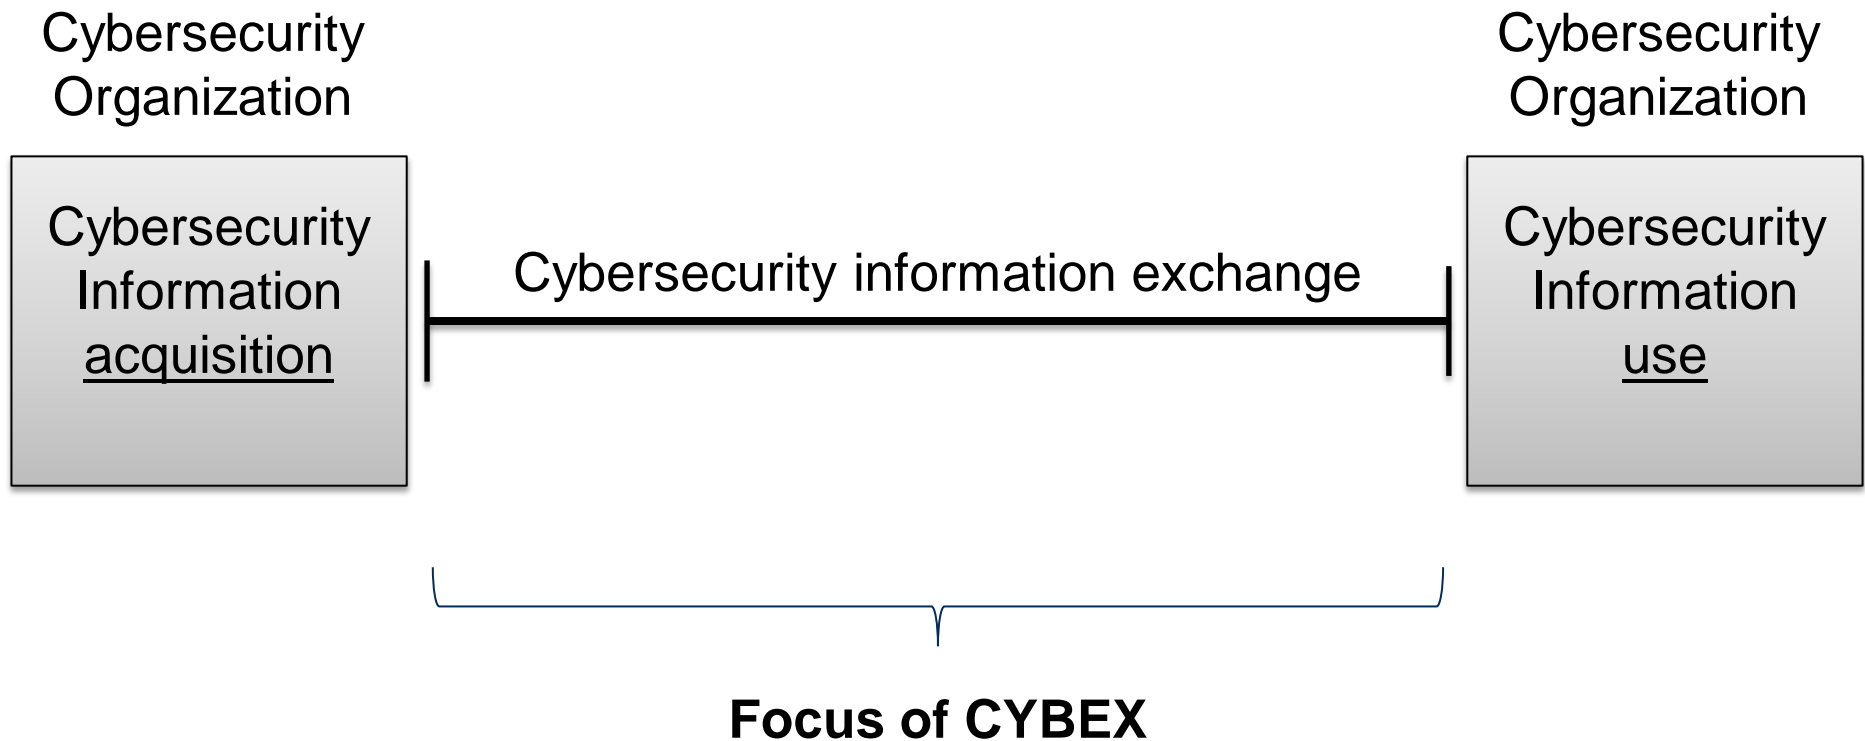 Cybersecurity
Organization
Cybersecurity
Information
acquisition
Cybersecurity information exchange
Cybersecurity
Organization
Cybersecurity
Information
use
Focus of CYBEX